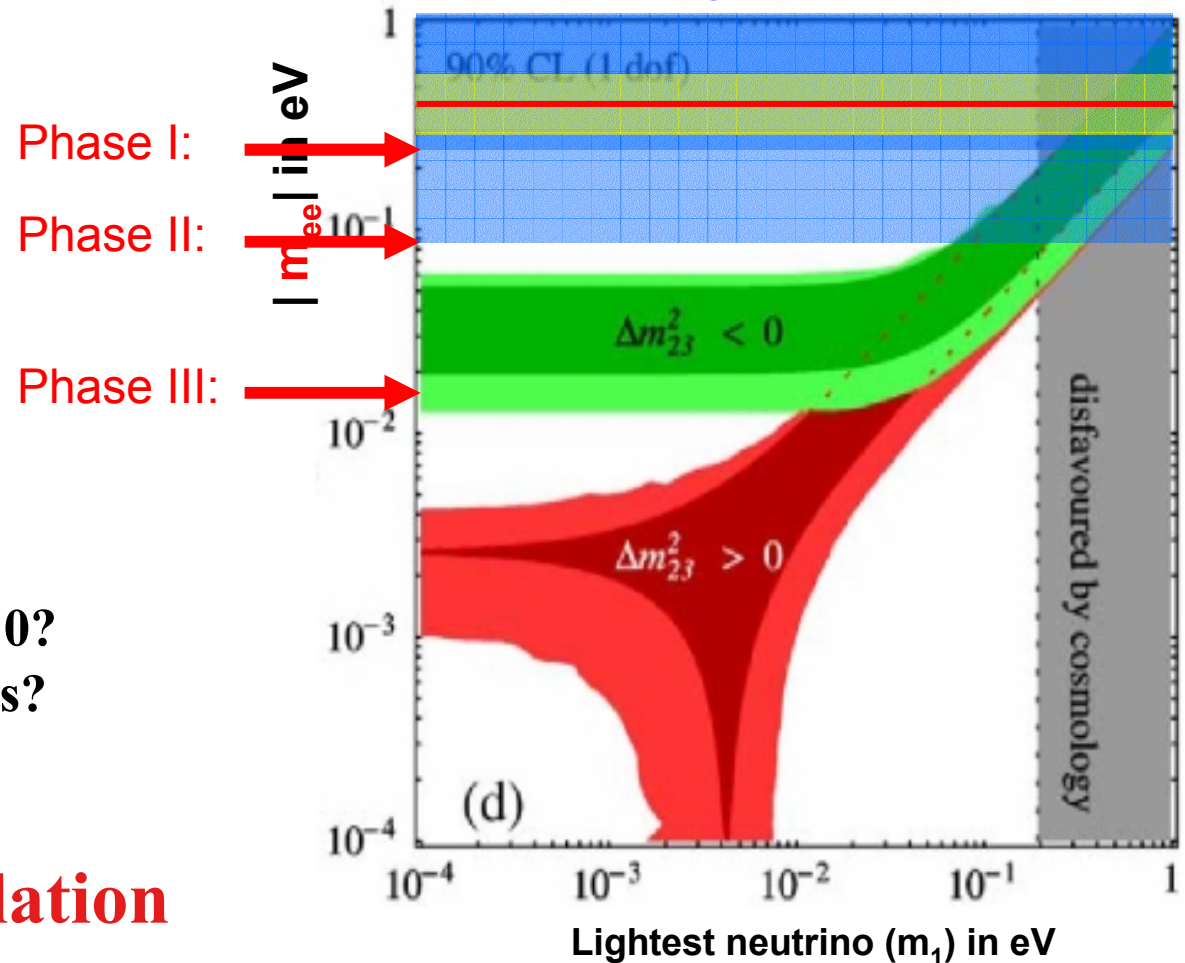 1
90% CL (1 dof)
| mee| in eV
Phase I:
10⁻¹
Phase II:
Δm²₂₃ < 0
Phase III:
10⁻²
disfavoured by cosmology
Δm²₂₃ > 0
0?
10⁻³
s?
(d)
10⁻⁴
lation
10⁻⁴ 10⁻³ 10⁻² 10⁻¹ 1
Lightest neutrino (m₁) in eV